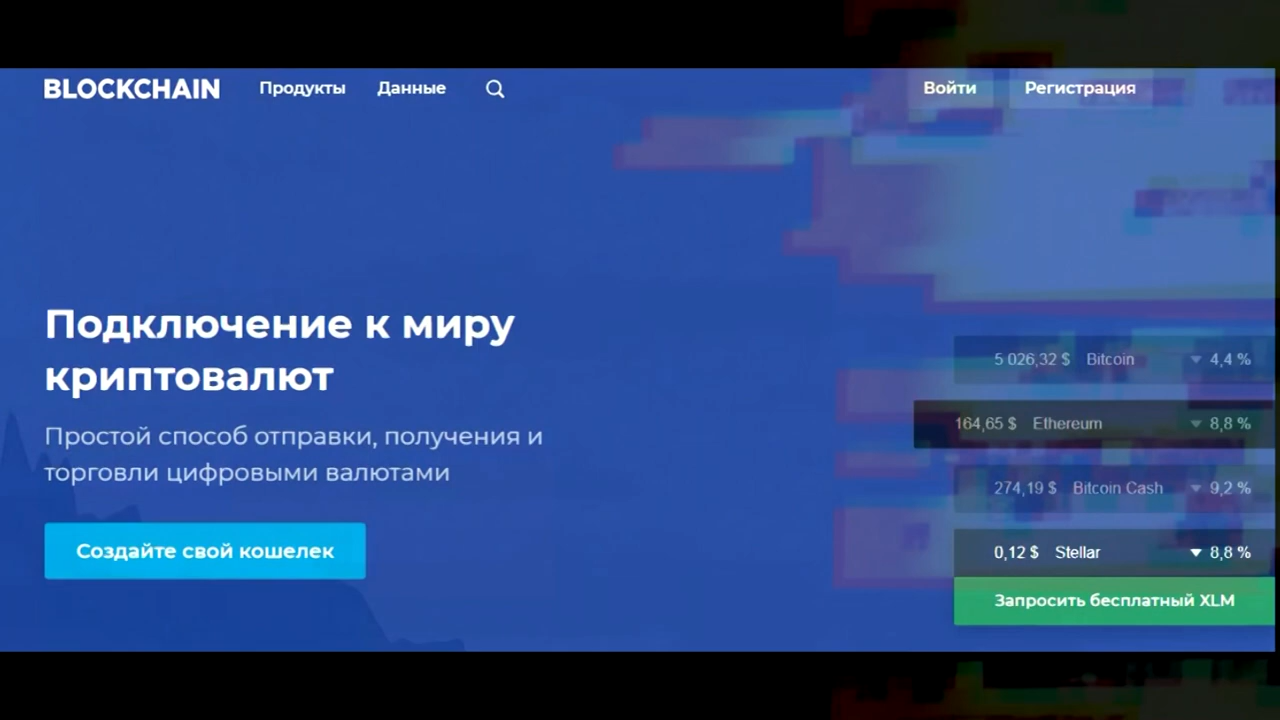 BLOCKCHAIN Продукты Данные Войти Регистрация
Подключение к миру
криптовалют
Простой способ отправки, получения и
торговли цифровыми валютами
Создайте свой кошелек
5 026,32 $ Bitcoin ▼ 4,4 %
164,65 $ Ethereum ▼ 8,8 %
274,19 $ Bitcoin Cash ▼ 9,2 %
0,12 $ Stellar ▼ 8,8 %
Запросить бесплатный XLM